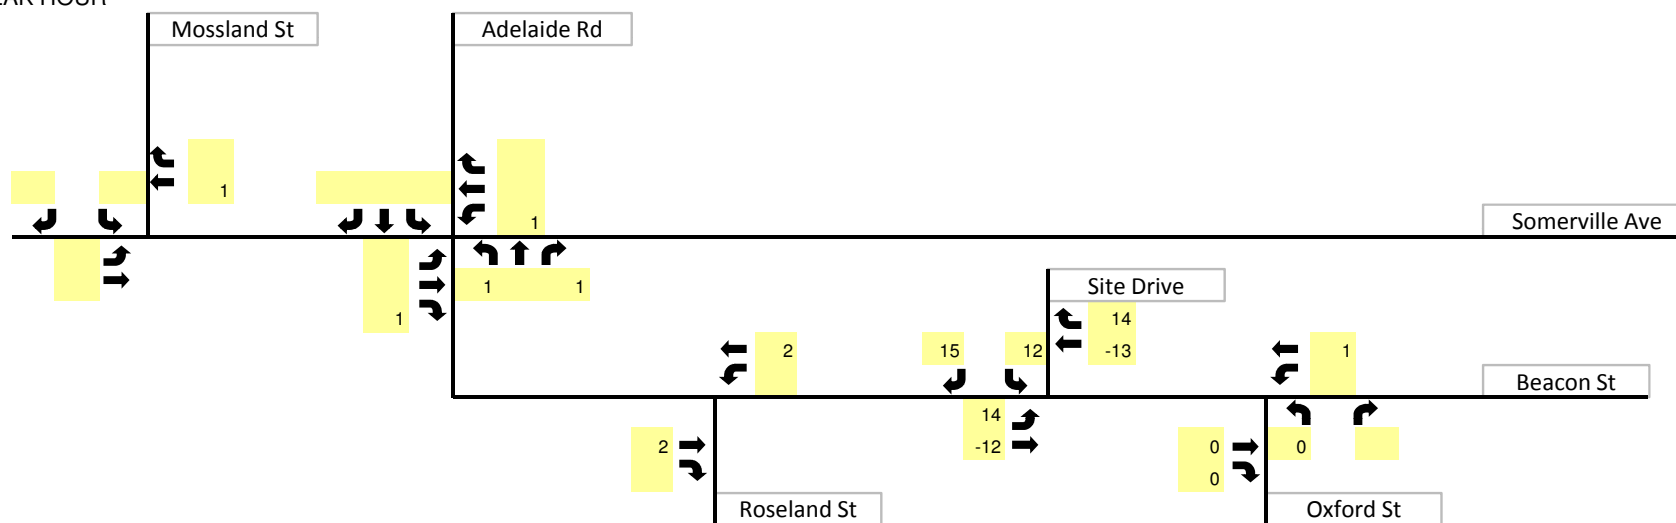 Mossland St
Adelaide Rd
1
1
Somerville Ave
1 1
Site Drive
1
14
2
15
12
-13
1
Beacon St
14
2
-12
0
0
0
Roseland St
Oxford St